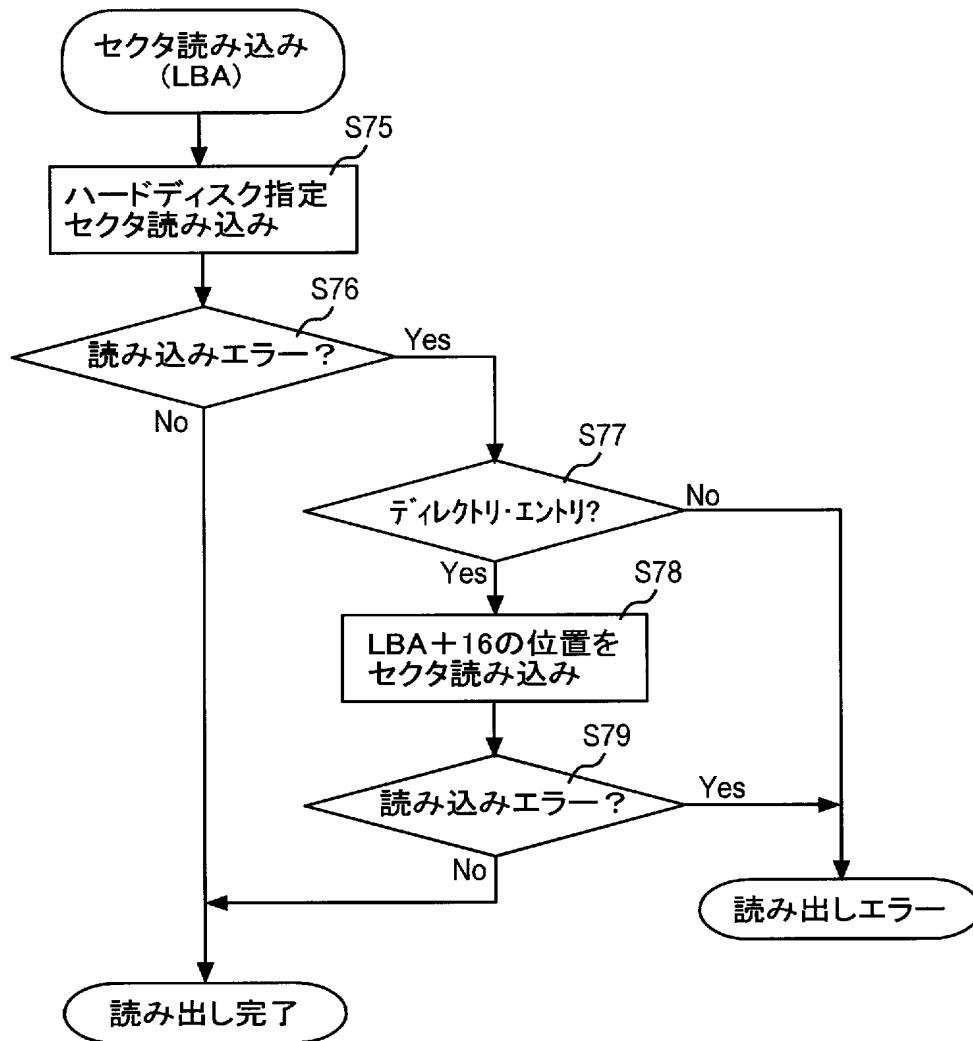 セクタ読み込み
(LBA)
S75
ハードディスク指定
セクタ読み込み
S76
読み込みエラー?
Yes
No
S77
ディレクトリ・エントリ?
No
Yes
S78
LBA+16の位置を
セクタ読み込み
S79
読み込みエラー?
Yes
No
読み出しエラー
読み出し完了